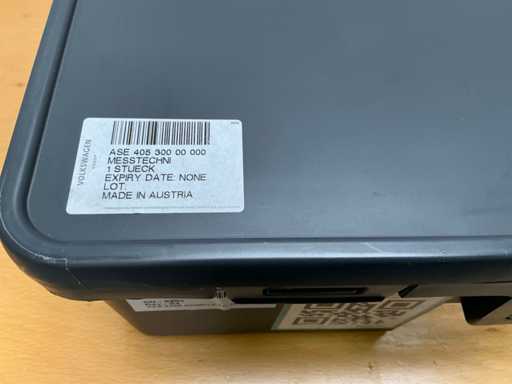 VOLKSWAGEN
ASE 405 300 00 000
MESSTECHNI
1 STUECK
EXPIRY DATE: NONE
LOT.
MADE IN AUSTRIA